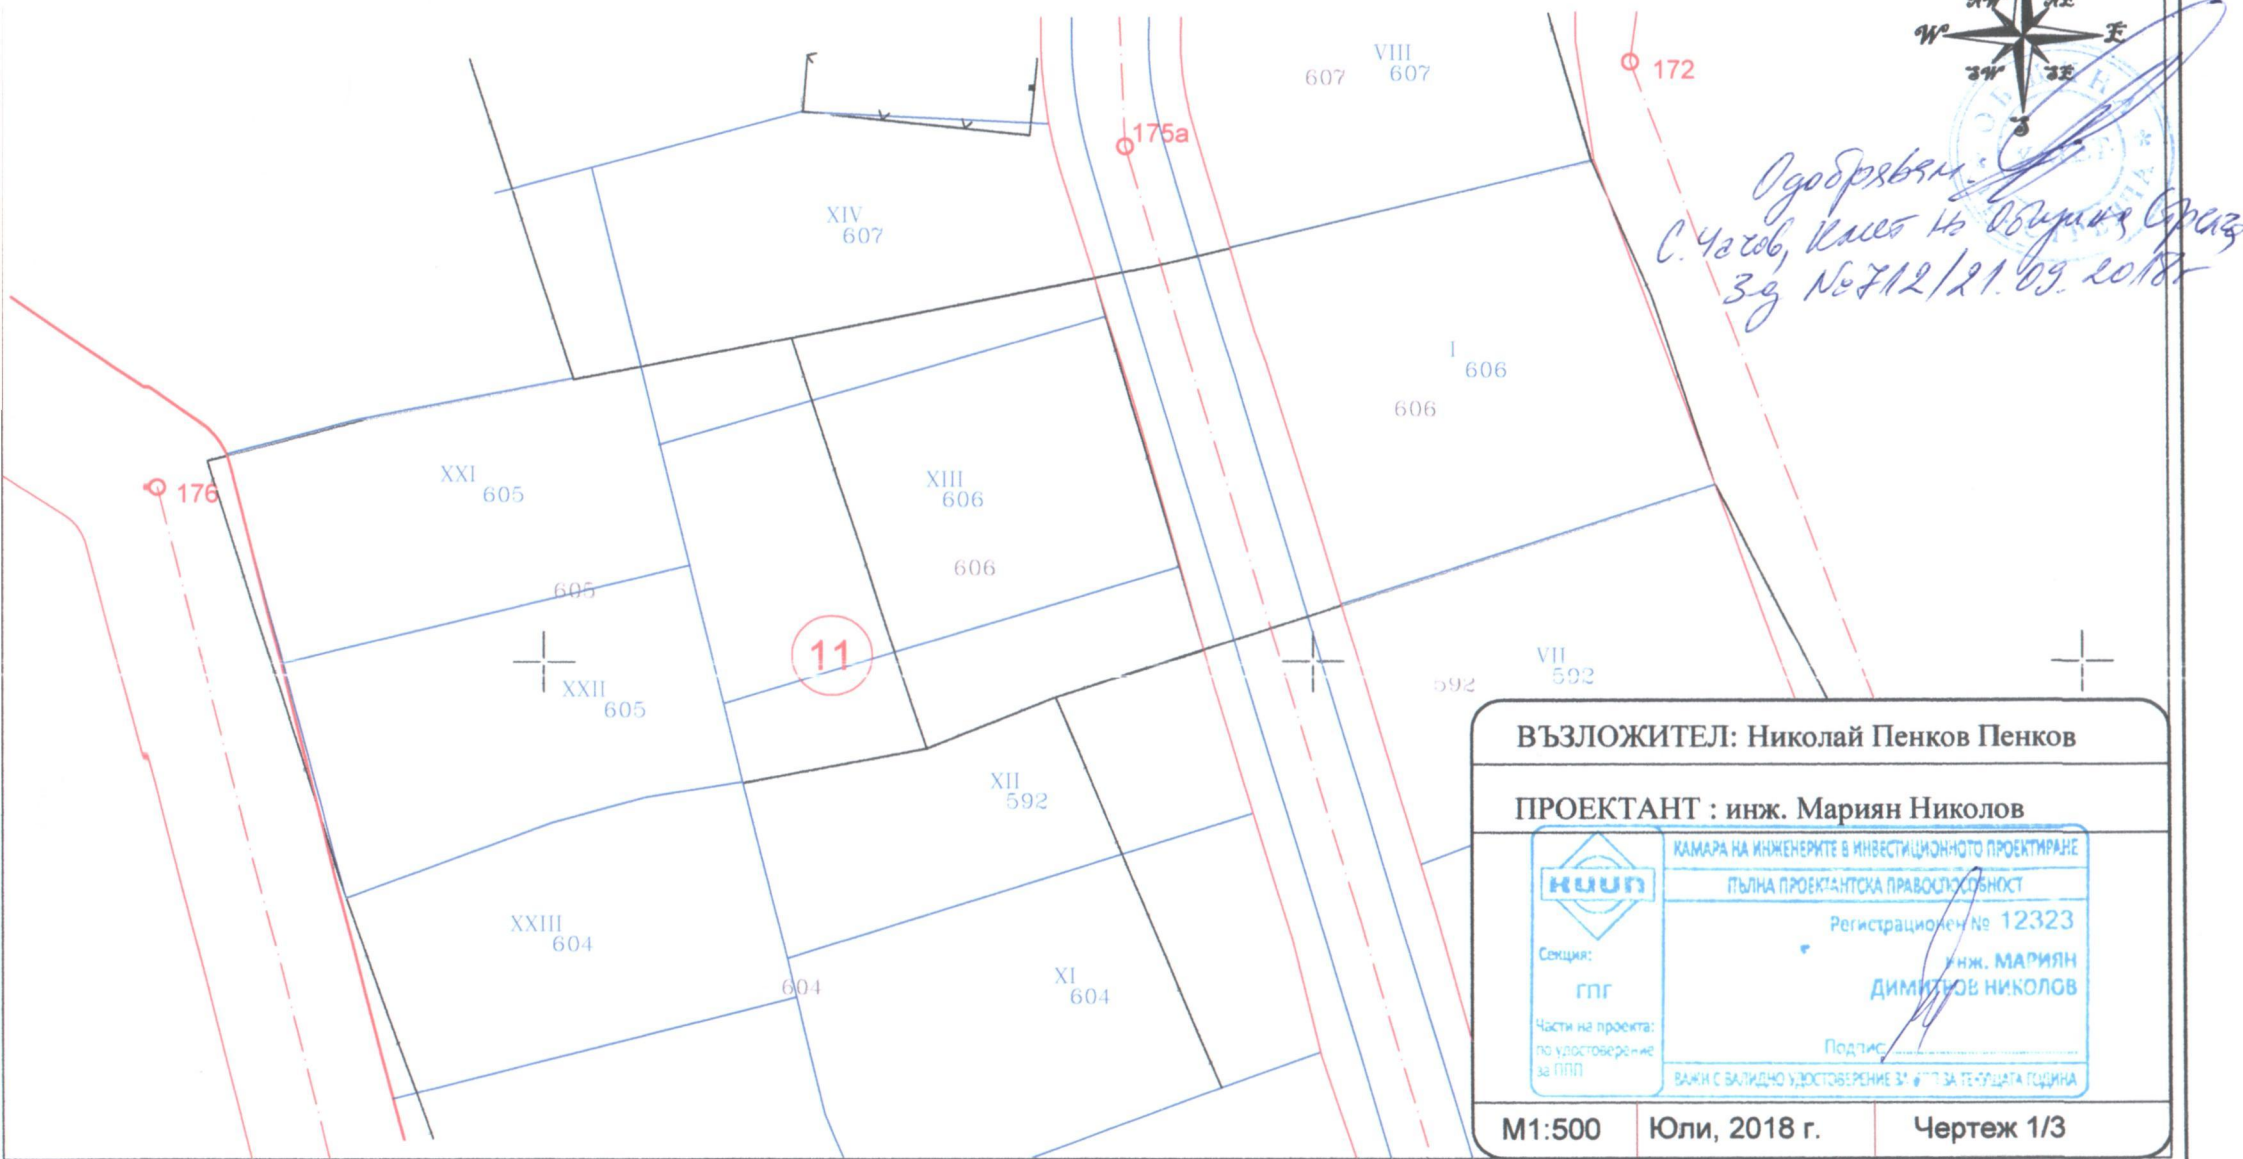 W
E
SW
SE
S
VIII
607 607
172
175a
Одобрявам:
С. Чачов, Кмет на Община
Зд №712/21.09.2018г
XIV
607
I
606
606
XXI
605
176
XIII
606
606
605
11
XXII
605
VII
592
592
XII
592
XXIII
604
604
XI
604
ВЪЗЛОЖИТЕЛ: Николай Пенков Пенков
ПРОЕКТАНТ : инж. Мариян Николов
КАМАРА НА ИНЖЕНЕРИТЕ В ИНВЕСТИЦИОННОТО ПРОЕКТИРАНЕ
ПЪЛНА ПРОЕКТАНТСКА ПРАВОСПОСОБНОСТ
КИИП
Регистрационен № 12323
Секция:
инж. МАРИЯН
ГПГ
ДИМИТРОВ НИКОЛОВ
Части на проекта:
по удостоверение
за ППП
Подпис
ВАЖИ С ВАЛИДНО УДОСТОВЕРЕНИЕ ЗА ППП ЗА ТЕКУЩАТА ГОДИНА
М1:500 Юли, 2018 г. Чертеж 1/3